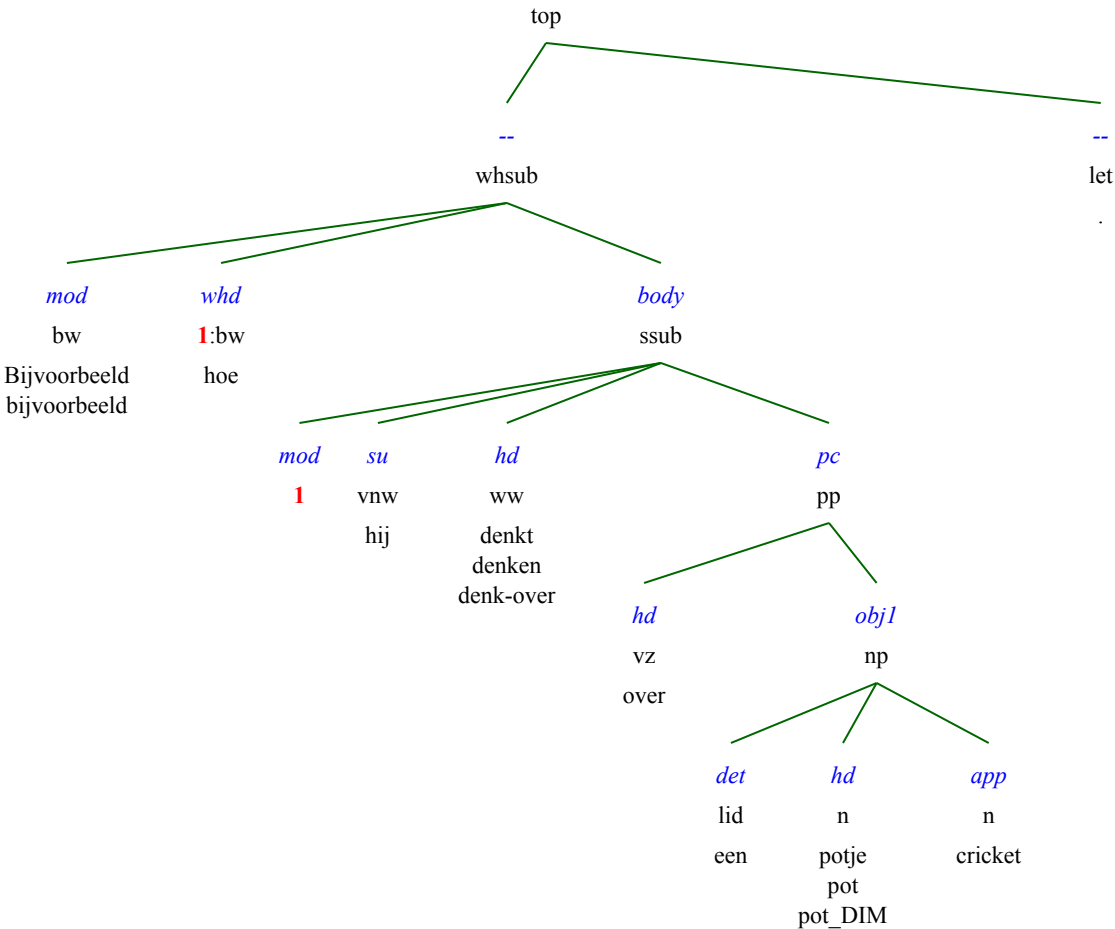 top
-- --
whsub let
.
mod whd body
bw 1:bw ssub
Bijvoorbeeld hoe
bijvoorbeeld
mod su hd pc
1 vnw ww pp
hij denkt
denken
denk-over
hd obj1
vz np
over
det hd app
lid n n
een potje cricket
pot
pot_DIM